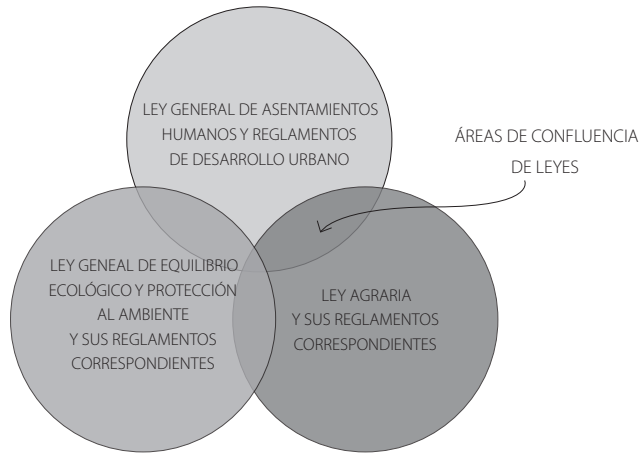 LEY GENERAL DE ASENTAMIENTOS
HUMANOS Y REGLAMENTOS
DE DESARROLLO URBANO
ÁREAS DE CONFLUENCIA
DE LEYES
LEY GENEAL DE EQUILIBRIO
ECOLÓGICO Y PROTECCIÓN
AL AMBIENTE
Y SUS REGLAMENTOS
CORRESPONDIENTES
LEY AGRARIA
Y SUS REGLAMENTOS
CORRESPONDIENTES